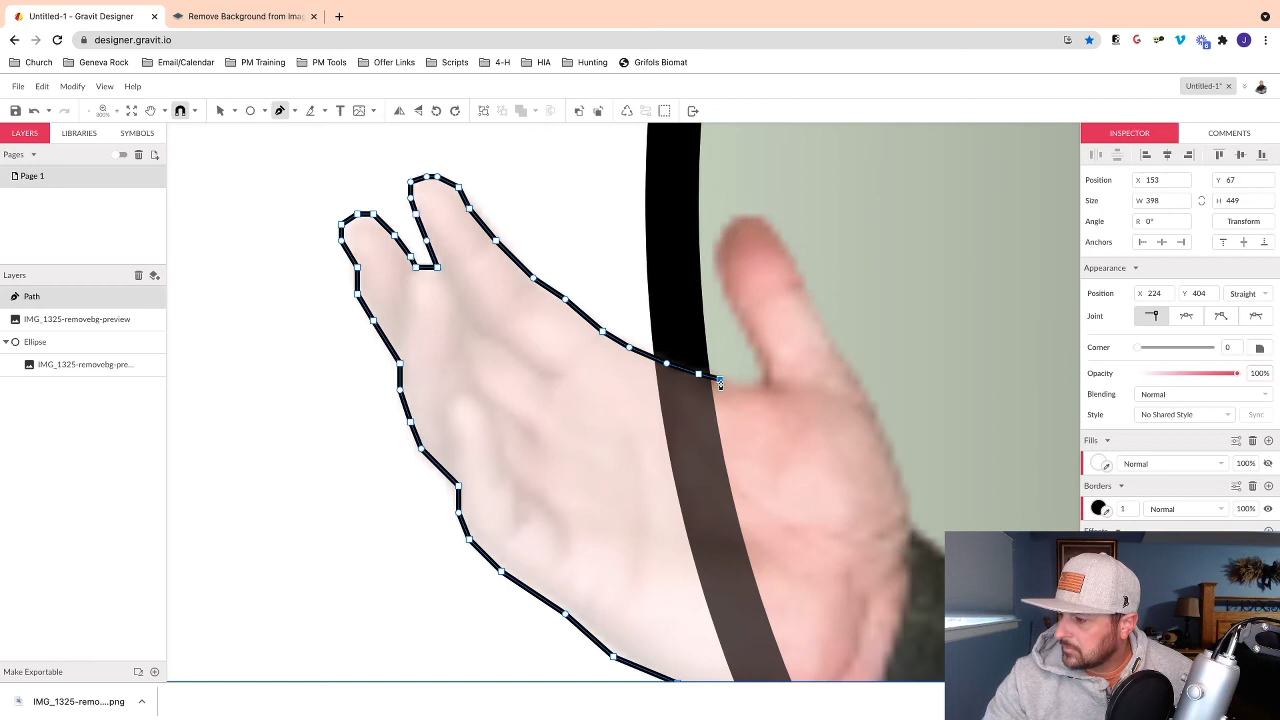 Untitled-1 - Gravit Designer
Remove Background from Imag
designer.gravit.io
Church
Geneva Rock
Email/Calendar
PM Training
PM Tools
Offer Links
Scripts
4-H
HIA
Hunting
Grifols Biomat
File
Edit
Modify
View
Help
Untitled-1*
800%
LAYERS
LIBRARIES
SYMBOLS
Pages
Page 1
Layers
Path
IMG_1325-removebg-preview
Ellipse
IMG_1325-removebg-pre...
Make Exportable
IMG_1325-remo....png
INSPECTOR
COMMENTS
Position X 153 Y 67
Size W 398 H 449
Angle R 0° Transform
Anchors
Appearance
Position X 224 Y 404 Straight
Joint
Corner 0
Opacity 100%
Blending Normal
Style No Shared Style Sync
Fills
Normal 100%
Borders
1 Normal 100%